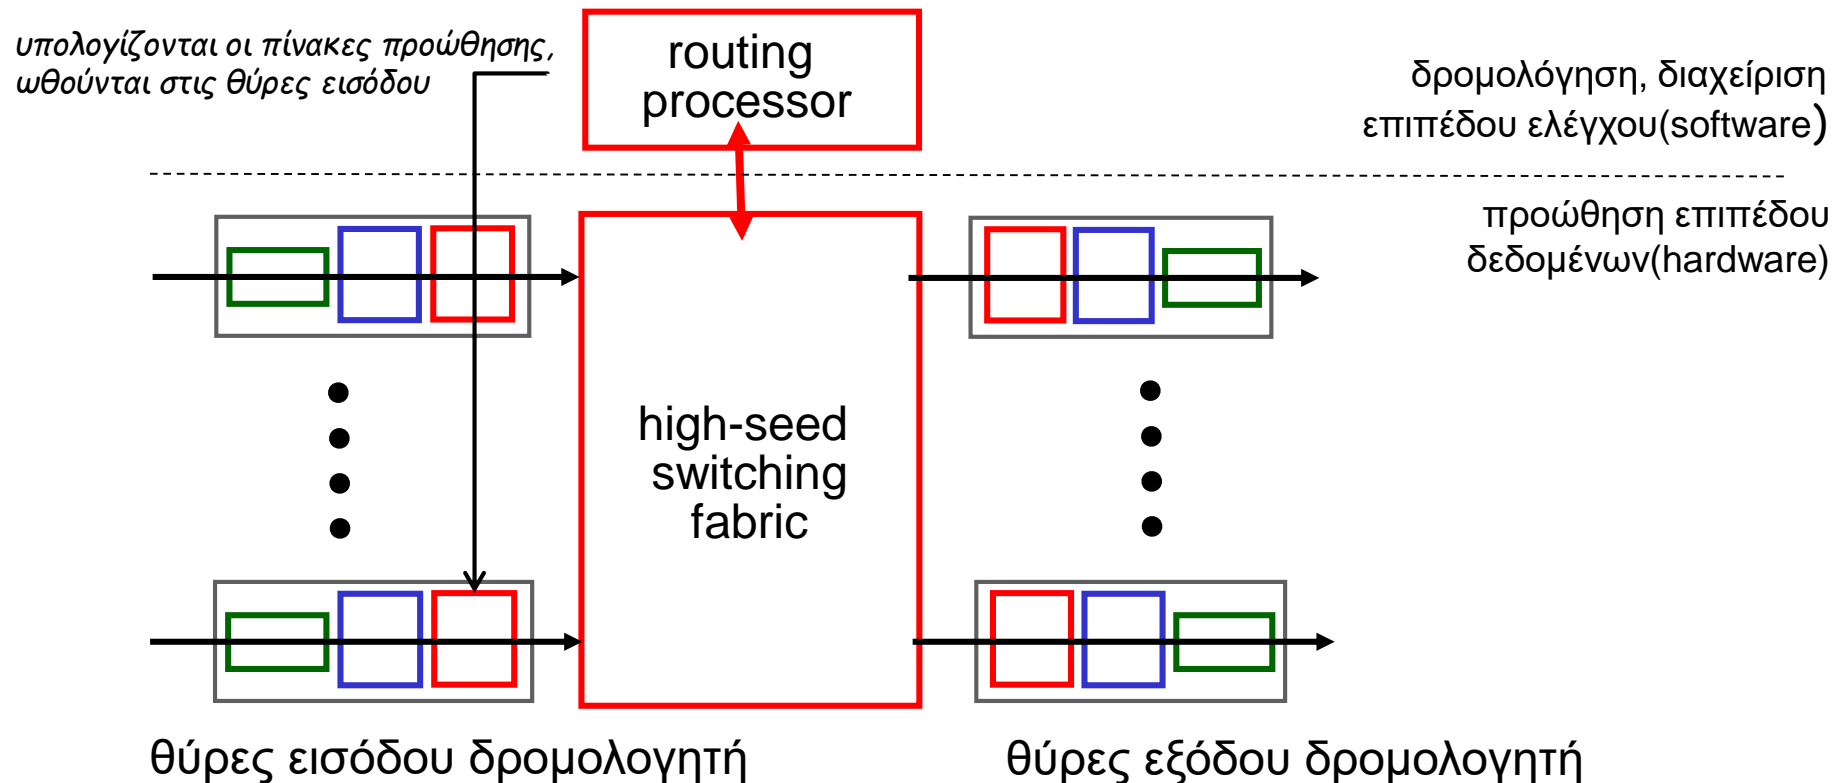 υπολογίζονται οι πίνακες προώθησης,
ωθούνται στις θύρες εισόδου
routing
processor
δρομολόγηση, διαχείριση
επιπέδου ελέγχου(software)
προώθηση επιπέδου
δεδομένων(hardware)
high-seed
switching
fabric
θύρες εισόδου δρομολογητή
θύρες εξόδου δρομολογητή